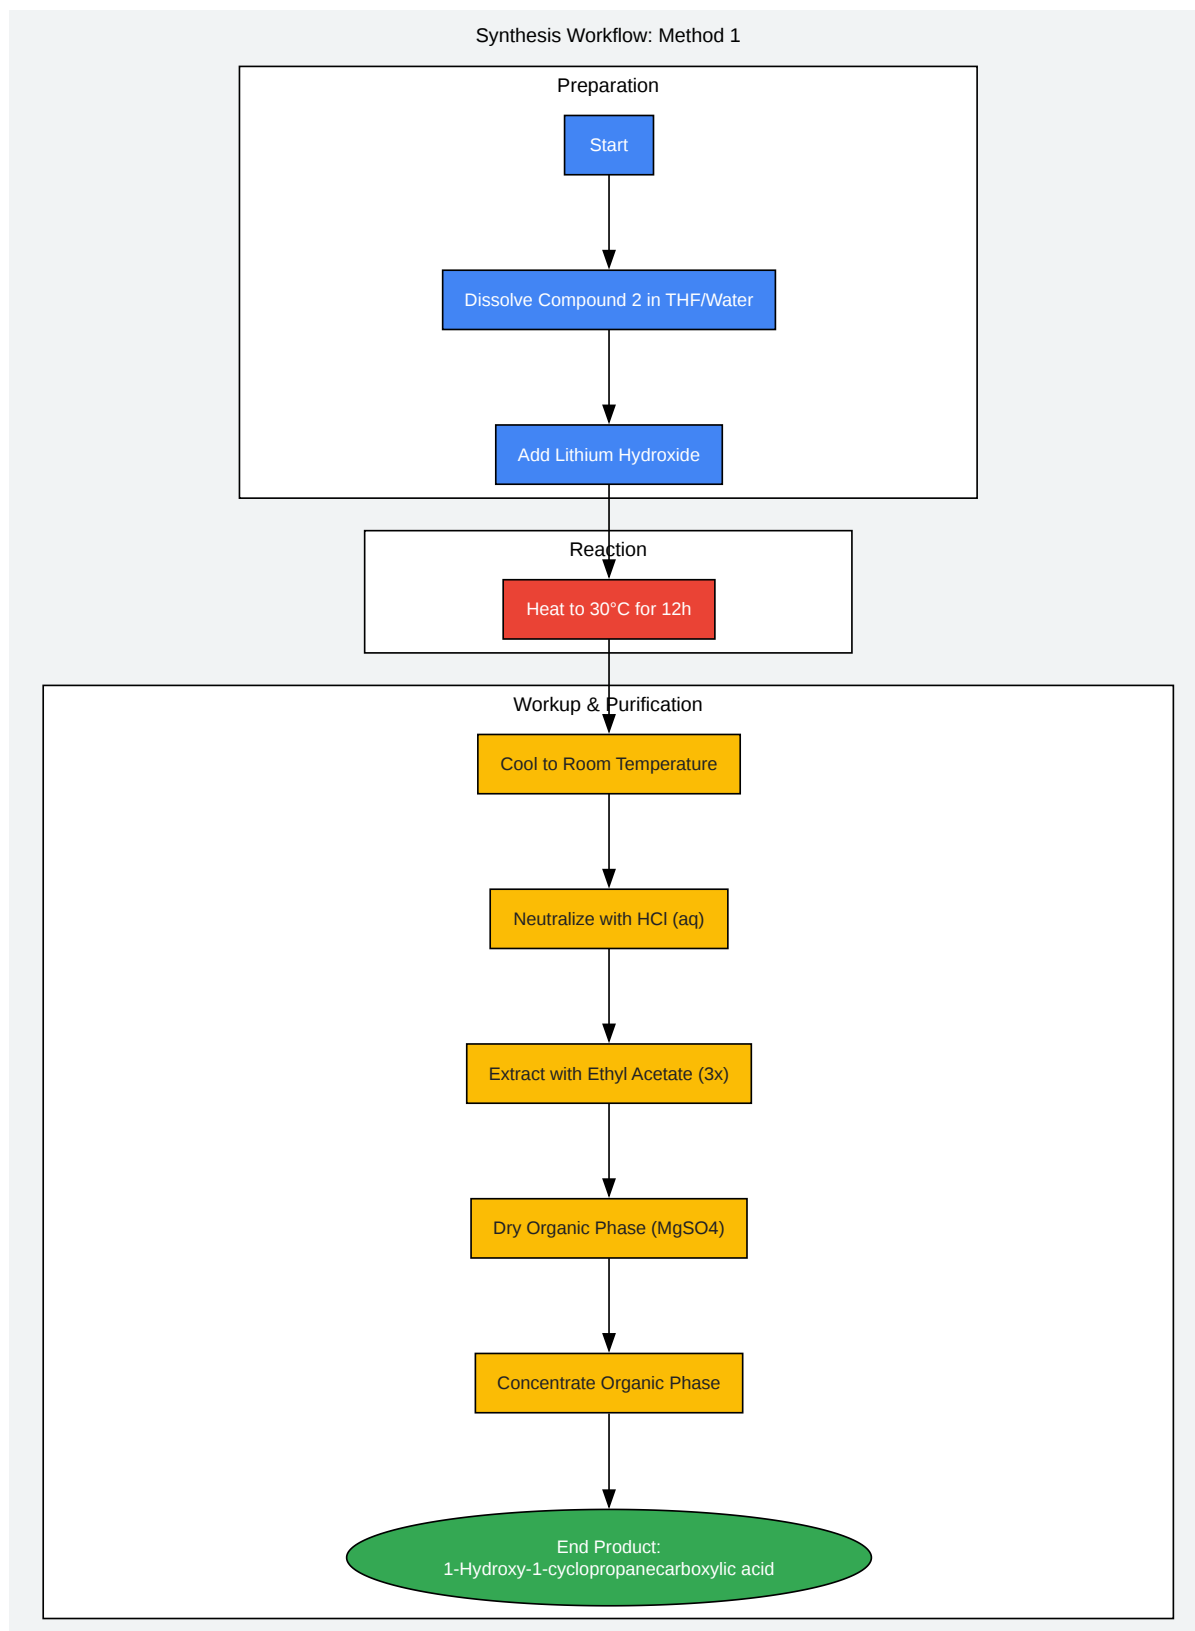 Synthesis Workflow: Method 1
Preparation
Start
Dissolve Compound 2 in THF/Water
Add Lithium Hydroxide
Reaction
Heat to 30°C for 12h
Workup & Purification
Cool to Room Temperature
Neutralize with HCl (aq)
Extract with Ethyl Acetate (3x)
Dry Organic Phase (MgSO4)
Concentrate Organic Phase
End Product:
1-Hydroxy-1-cyclopropanecarboxylic acid